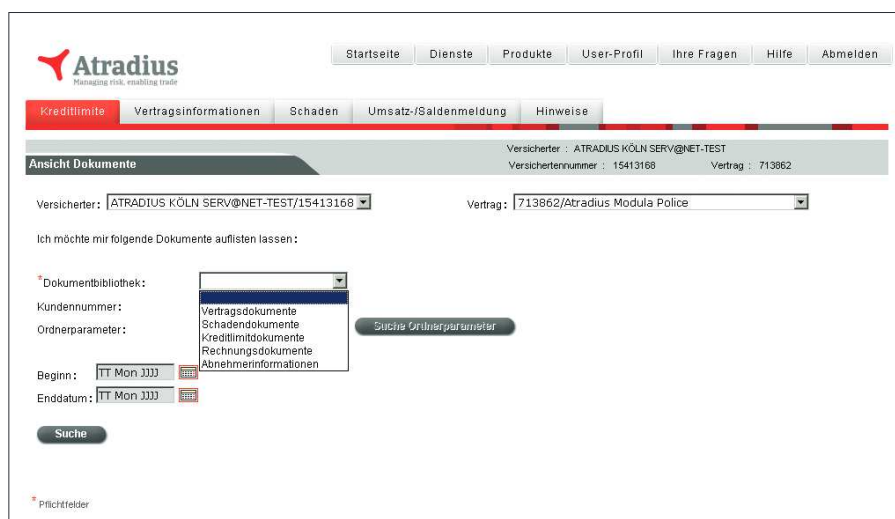 Startseite Dienste Produkte User-Profil Ihre Fragen Hilfe Abmelden
Atradius
Managing risk, enabling trade
Kreditlimite Vertragsinformationen Schaden Umsatz-/Saldenmeldung Hinweise
Versicherter : ATRADIUS KÖLN SERV@NET-TEST
Ansicht Dokumente Versichertennummer : 15413168 Vertrag : 713862
Versicherter: ATRADIUS KÖLN SERV@NET-TEST/15413168 Vertrag: 713862/Atradius Modula Police
Ich möchte mir folgende Dokumente auflisten lassen:
*Dokumentbibliothek:
Kundennummer:
Ordnerparameter:
Vertragsdokumente
Schadendokumente
Kreditlimitdokumente
Rechnungsdokumente
Abnehmerinformationen
Suche Ordnerparameter
Beginn: TT Mon JJJJ
Enddatum: TT Mon JJJJ
Suche
* Pflichtfelder